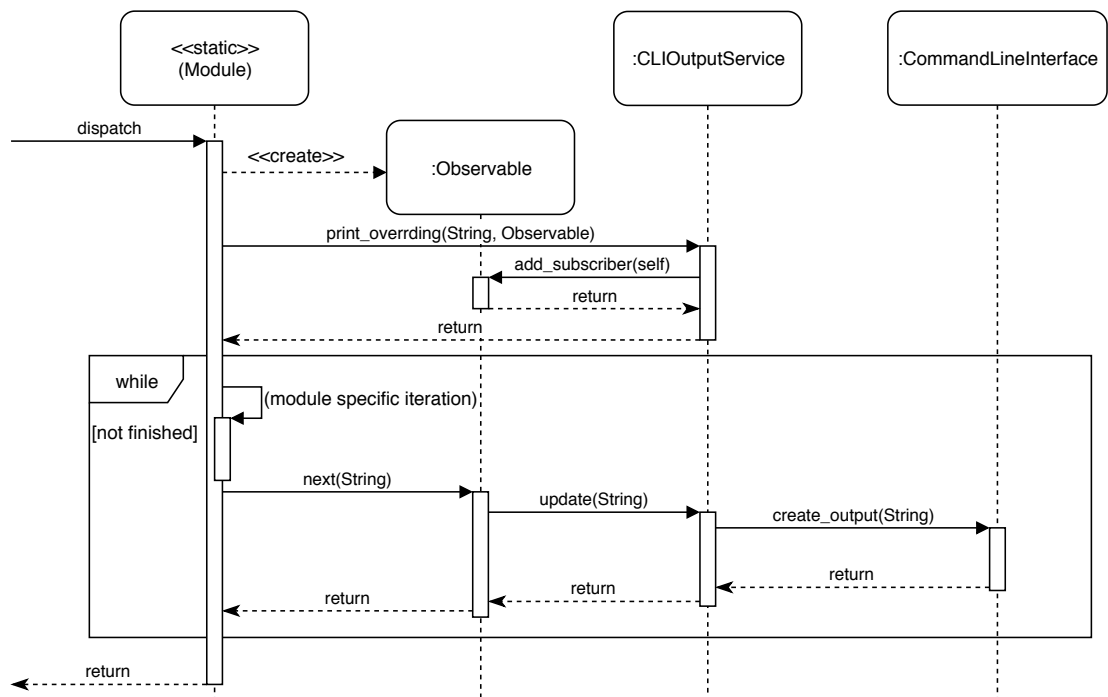 <<static>>
(Module)
:CLIOutputService
:CommandLineInterface
dispatch
<<create>>
:Observable
print_overrding(String, Observable)
add_subscriber(self)
return
return
while
(module specific iteration)
[not finished]
next(String)
update(String)
create_output(String)
return
return
return
return